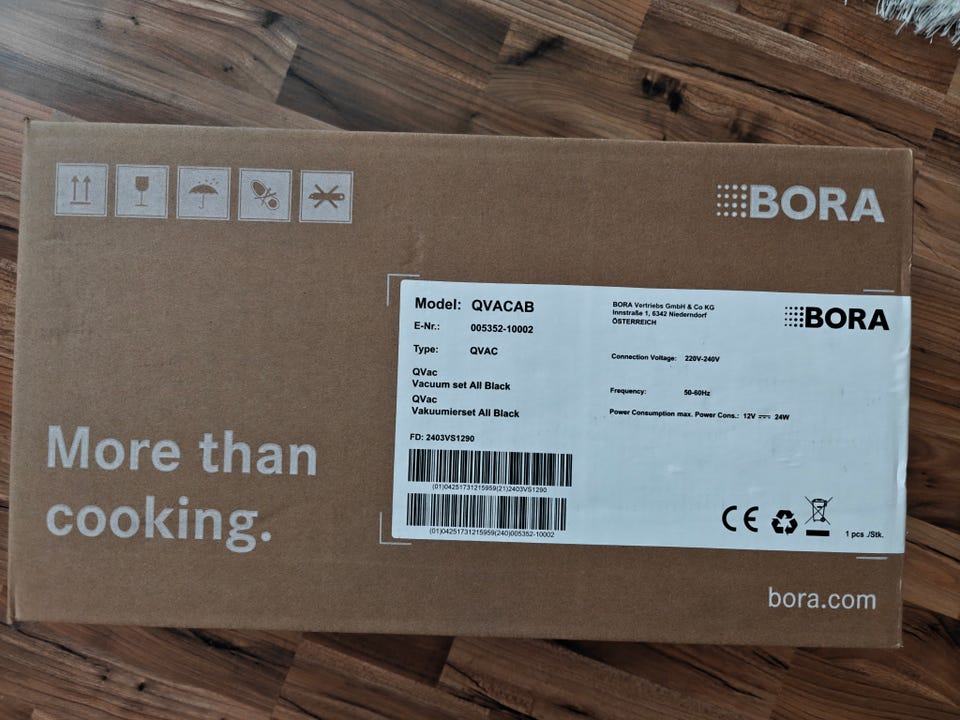 BORA
Model: QVACAB
E-Nr.: 005352-10002
Type: QVAC
QVac
Vacuum set All Black
QVac
Vakuumierset All Black
FD: 2403VS1290
(01)04251731215959(21)2403VS1290
(01)04251731215959(240)005352-10002
BORA Vertriebs GmbH & Co KG
Innstraße 1, 6342 Niederndorf
ÖSTERREICH
Connection Voltage: 220V-240V
Frequency: 50-60Hz
Power Consumption max. Power Cons.: 12V ⎓ 24W
BORA
CE
1 pcs ./Stk.
More than
cooking.
bora.com